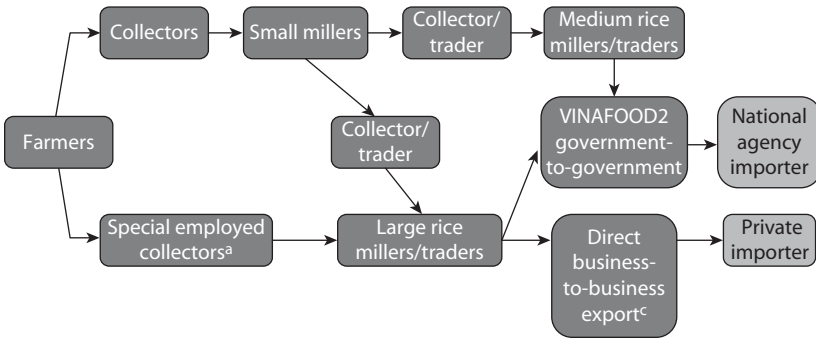 Collectors
Small millers
Collector/
trader
Medium rice
millers/traders
Farmers
Collector/
trader
VINAFOOD2
government-
to-government
National
agency
importer
Special employed
collectorsᵃ
Large rice
millers/traders
Direct
business-
to-business
exportᶜ
Private
importer